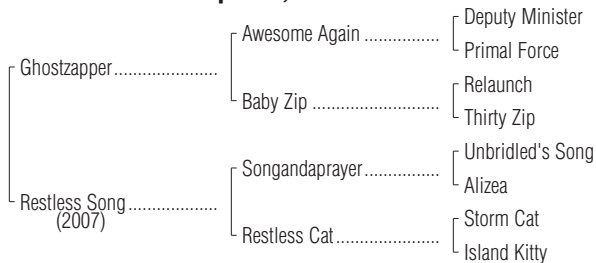 Deputy Minister
Awesome Again ................
Primal Force
Ghostzapper.....................
Relaunch
Baby Zip ...........................
Thirty Zip
Unbridled's Song
Songandaprayer................
Alizea
Restless Song ..................
(2007)
Storm Cat
Restless Cat......................
Island Kitty